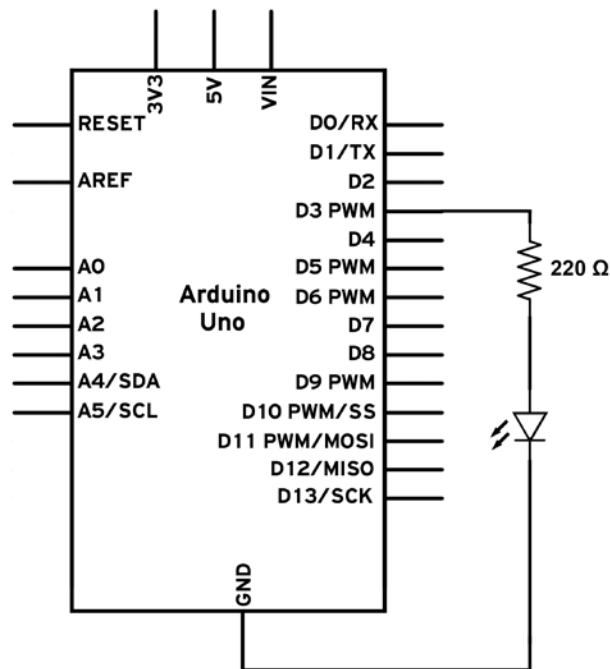 3V3
5V
VIN
RESET
AREF
A0
A1
A2
A3
A4/SDA
A5/SCL
Arduino
Uno
D0/RX
D1/TX
D2
D3 PWM
D4
D5 PWM
D6 PWM
D7
D8
D9 PWM
D10 PWM/SS
D11 PWM/MOSI
D12/MISO
D13/SCK
GND
220 Ω